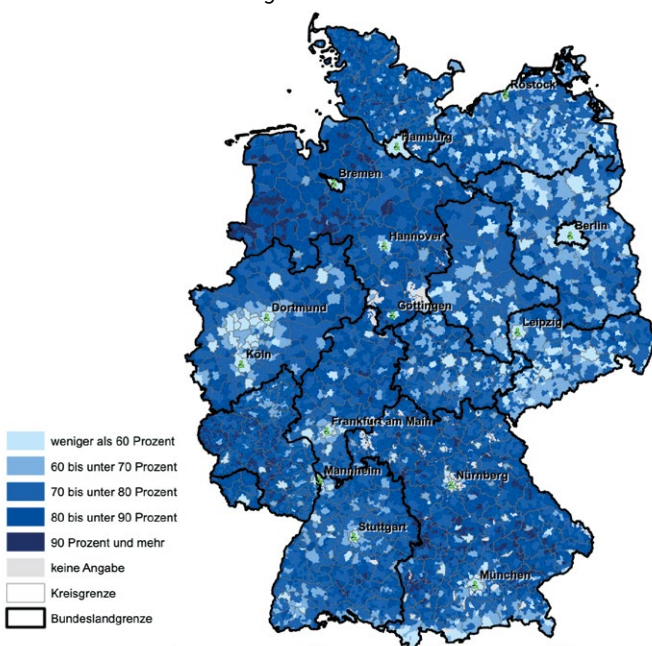 Rostock
Hamburg
Bremen
Berlin
Hannover
Dortmund
Göttingen
Leipzig
Köln
Frankfurt am Main
Mannheim
Nürnberg
Stuttgart
München
weniger als 60 Prozent
60 bis unter 70 Prozent
70 bis unter 80 Prozent
80 bis unter 90 Prozent
90 Prozent und mehr
keine Angabe
Kreisgrenze
Bundeslandgrenze